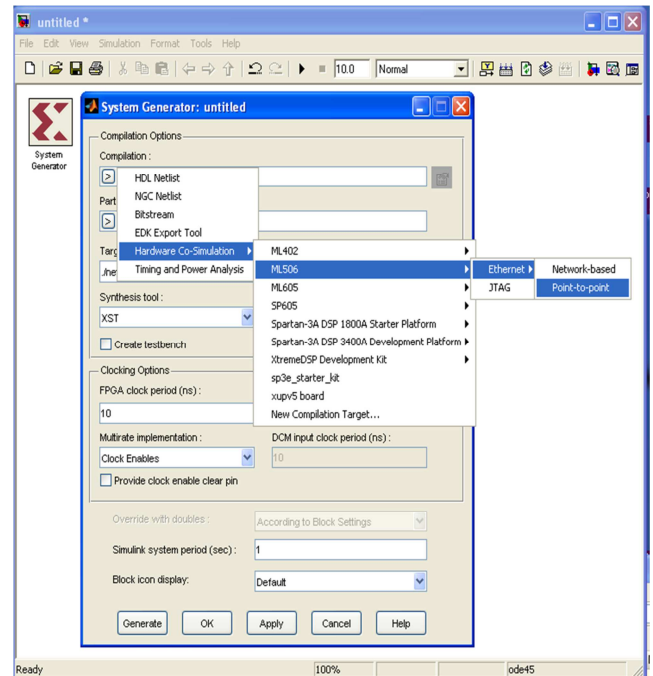 untitled *
File Edit View Simulation Format Tools Help
10.0 Normal
System Generator: untitled
System
Generator
Compilation Options
Compilation :
>
HDL Netlist
NGC Netlist
Bitstream
EDK Export Tool
Hardware Co-Simulation
Timing and Power Analysis
Part
>
Targ
./ne
ML402
ML506
ML605
SP605
Spartan-3A DSP 1800A Starter Platform
Spartan-3A DSP 3400A Development Platform
XtremeDSP Development Kit
sp3e_starter_kit
xupv5 board
New Compilation Target...
Ethernet
JTAG
Network-based
Point-to-point
Synthesis tool :
XST
Create testbench
Clocking Options
FPGA clock period (ns) :
10
Multirate implementation : DCM input clock period (ns) :
Clock Enables 10
Provide clock enable clear pin
Override with doubles : According to Block Settings
Simulink system period (sec) : 1
Block icon display: Default
Generate OK Apply Cancel Help
Ready 100% ode45